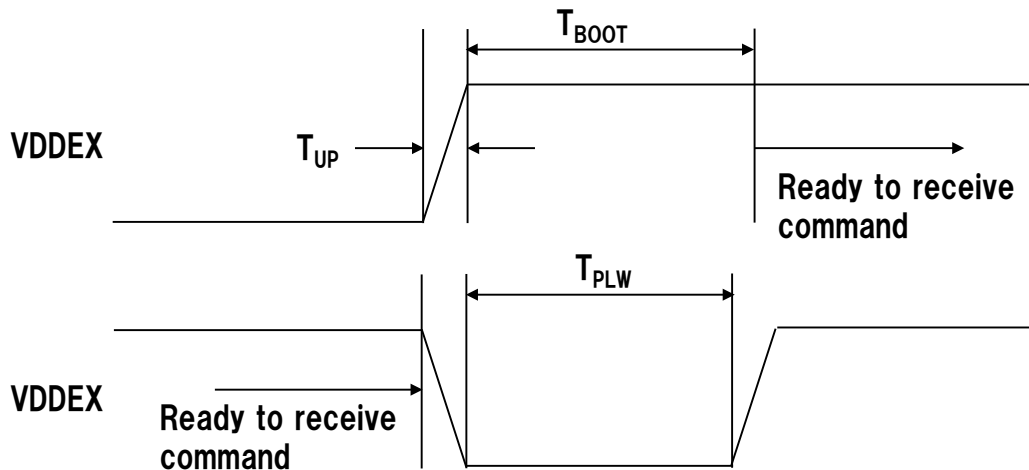 T_BOOT
VDDEX
T_UP
Ready to receive
command
T_PLW
VDDEX
Ready to receive
command